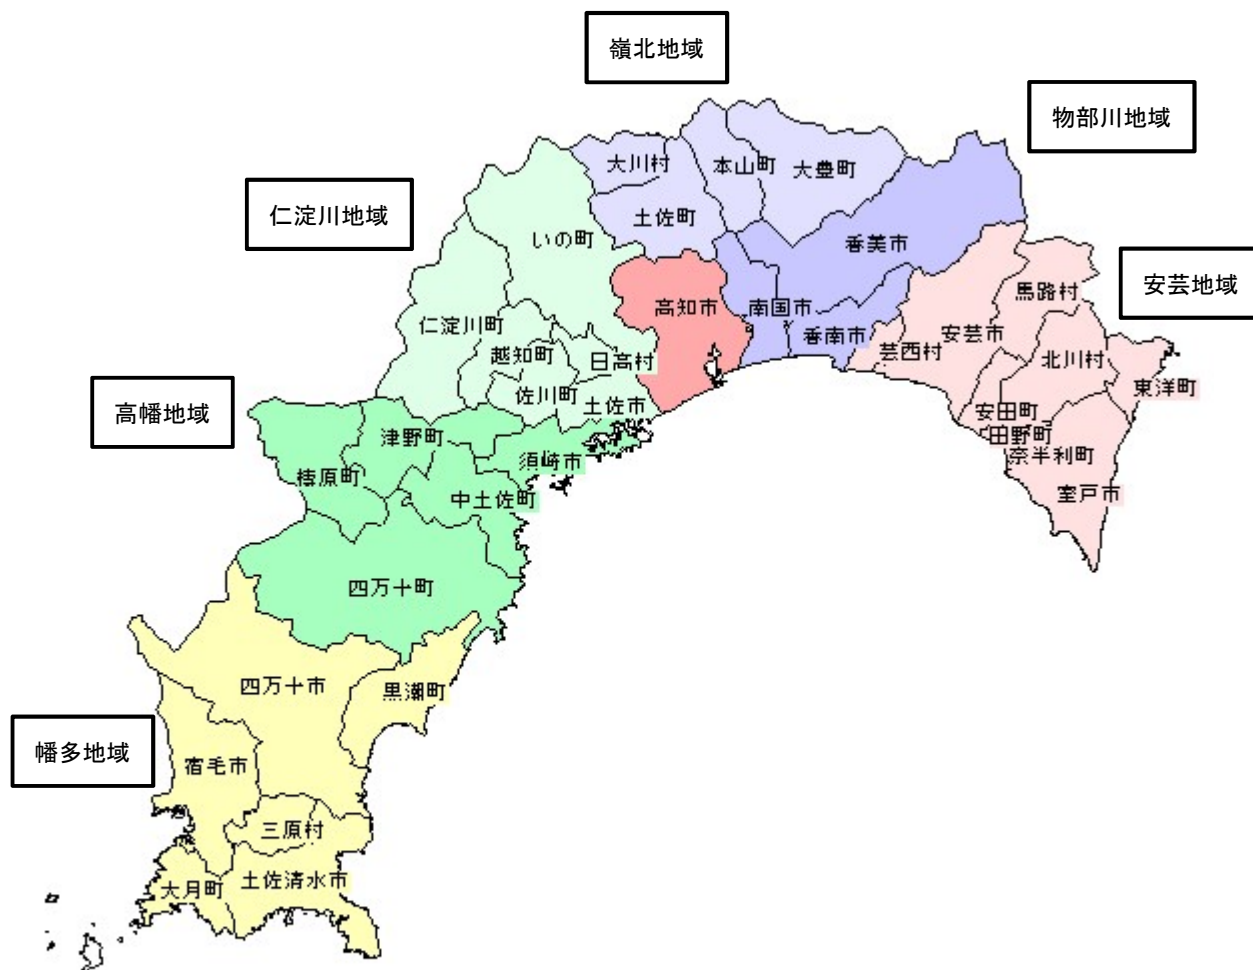 嶺北地域
物部川地域
大川村
本山町
大豊町
仁淀川地域
土佐町
いの町
香美市
安芸地域
馬路村
高知市
南国市
仁淀川町
香南市
安芸市
芸西村
越知町
日高村
北川村
東洋町
佐川町
土佐市
高幡地域
安田町
津野町
田野町
須崎市
奈半利町
梼原町
中土佐町
室戸市
四万十町
四万十市
黒潮町
幡多地域
宿毛市
三原村
土佐清水市
大月町